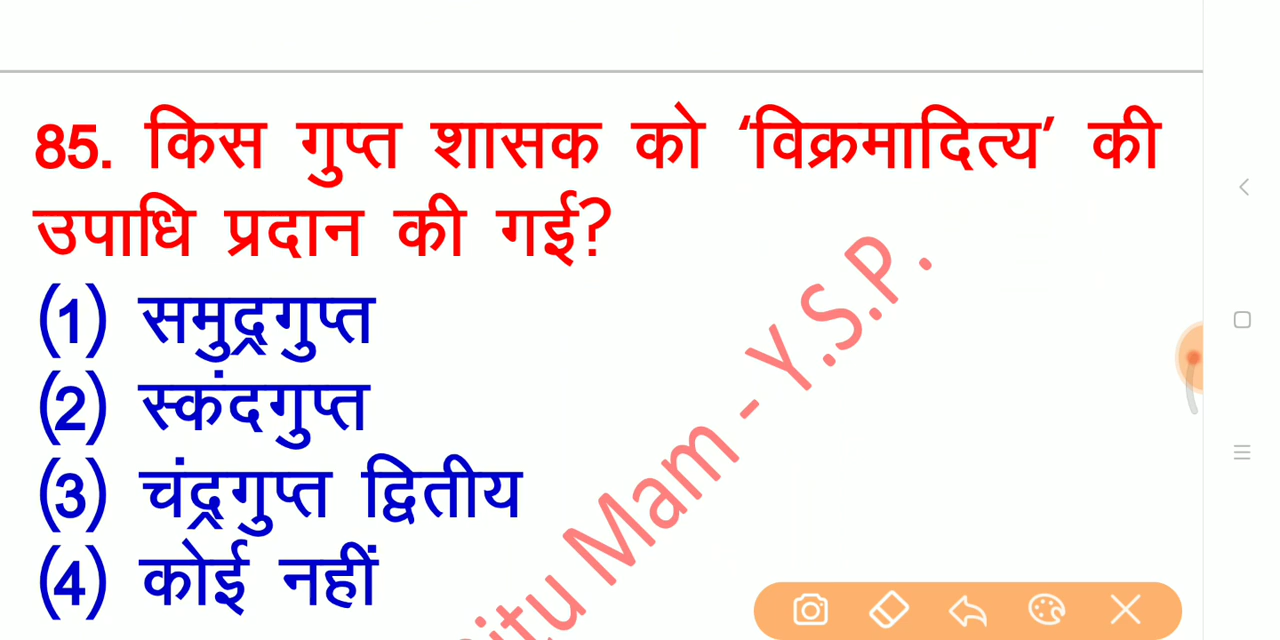 85. किस गुप्त शासक को ‘विक्रमादित्य’ की
उपाधि प्रदान की गई?
(1) समुद्रगुप्त
(2) स्कंदगुप्त
(3) चंद्रगुप्त द्वितीय
(4) कोई नहीं
Mam - Y.S.P.